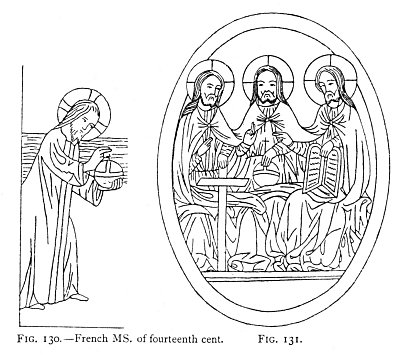 FIG. 130.—French MS. of fourteenth cent. FIG. 131.